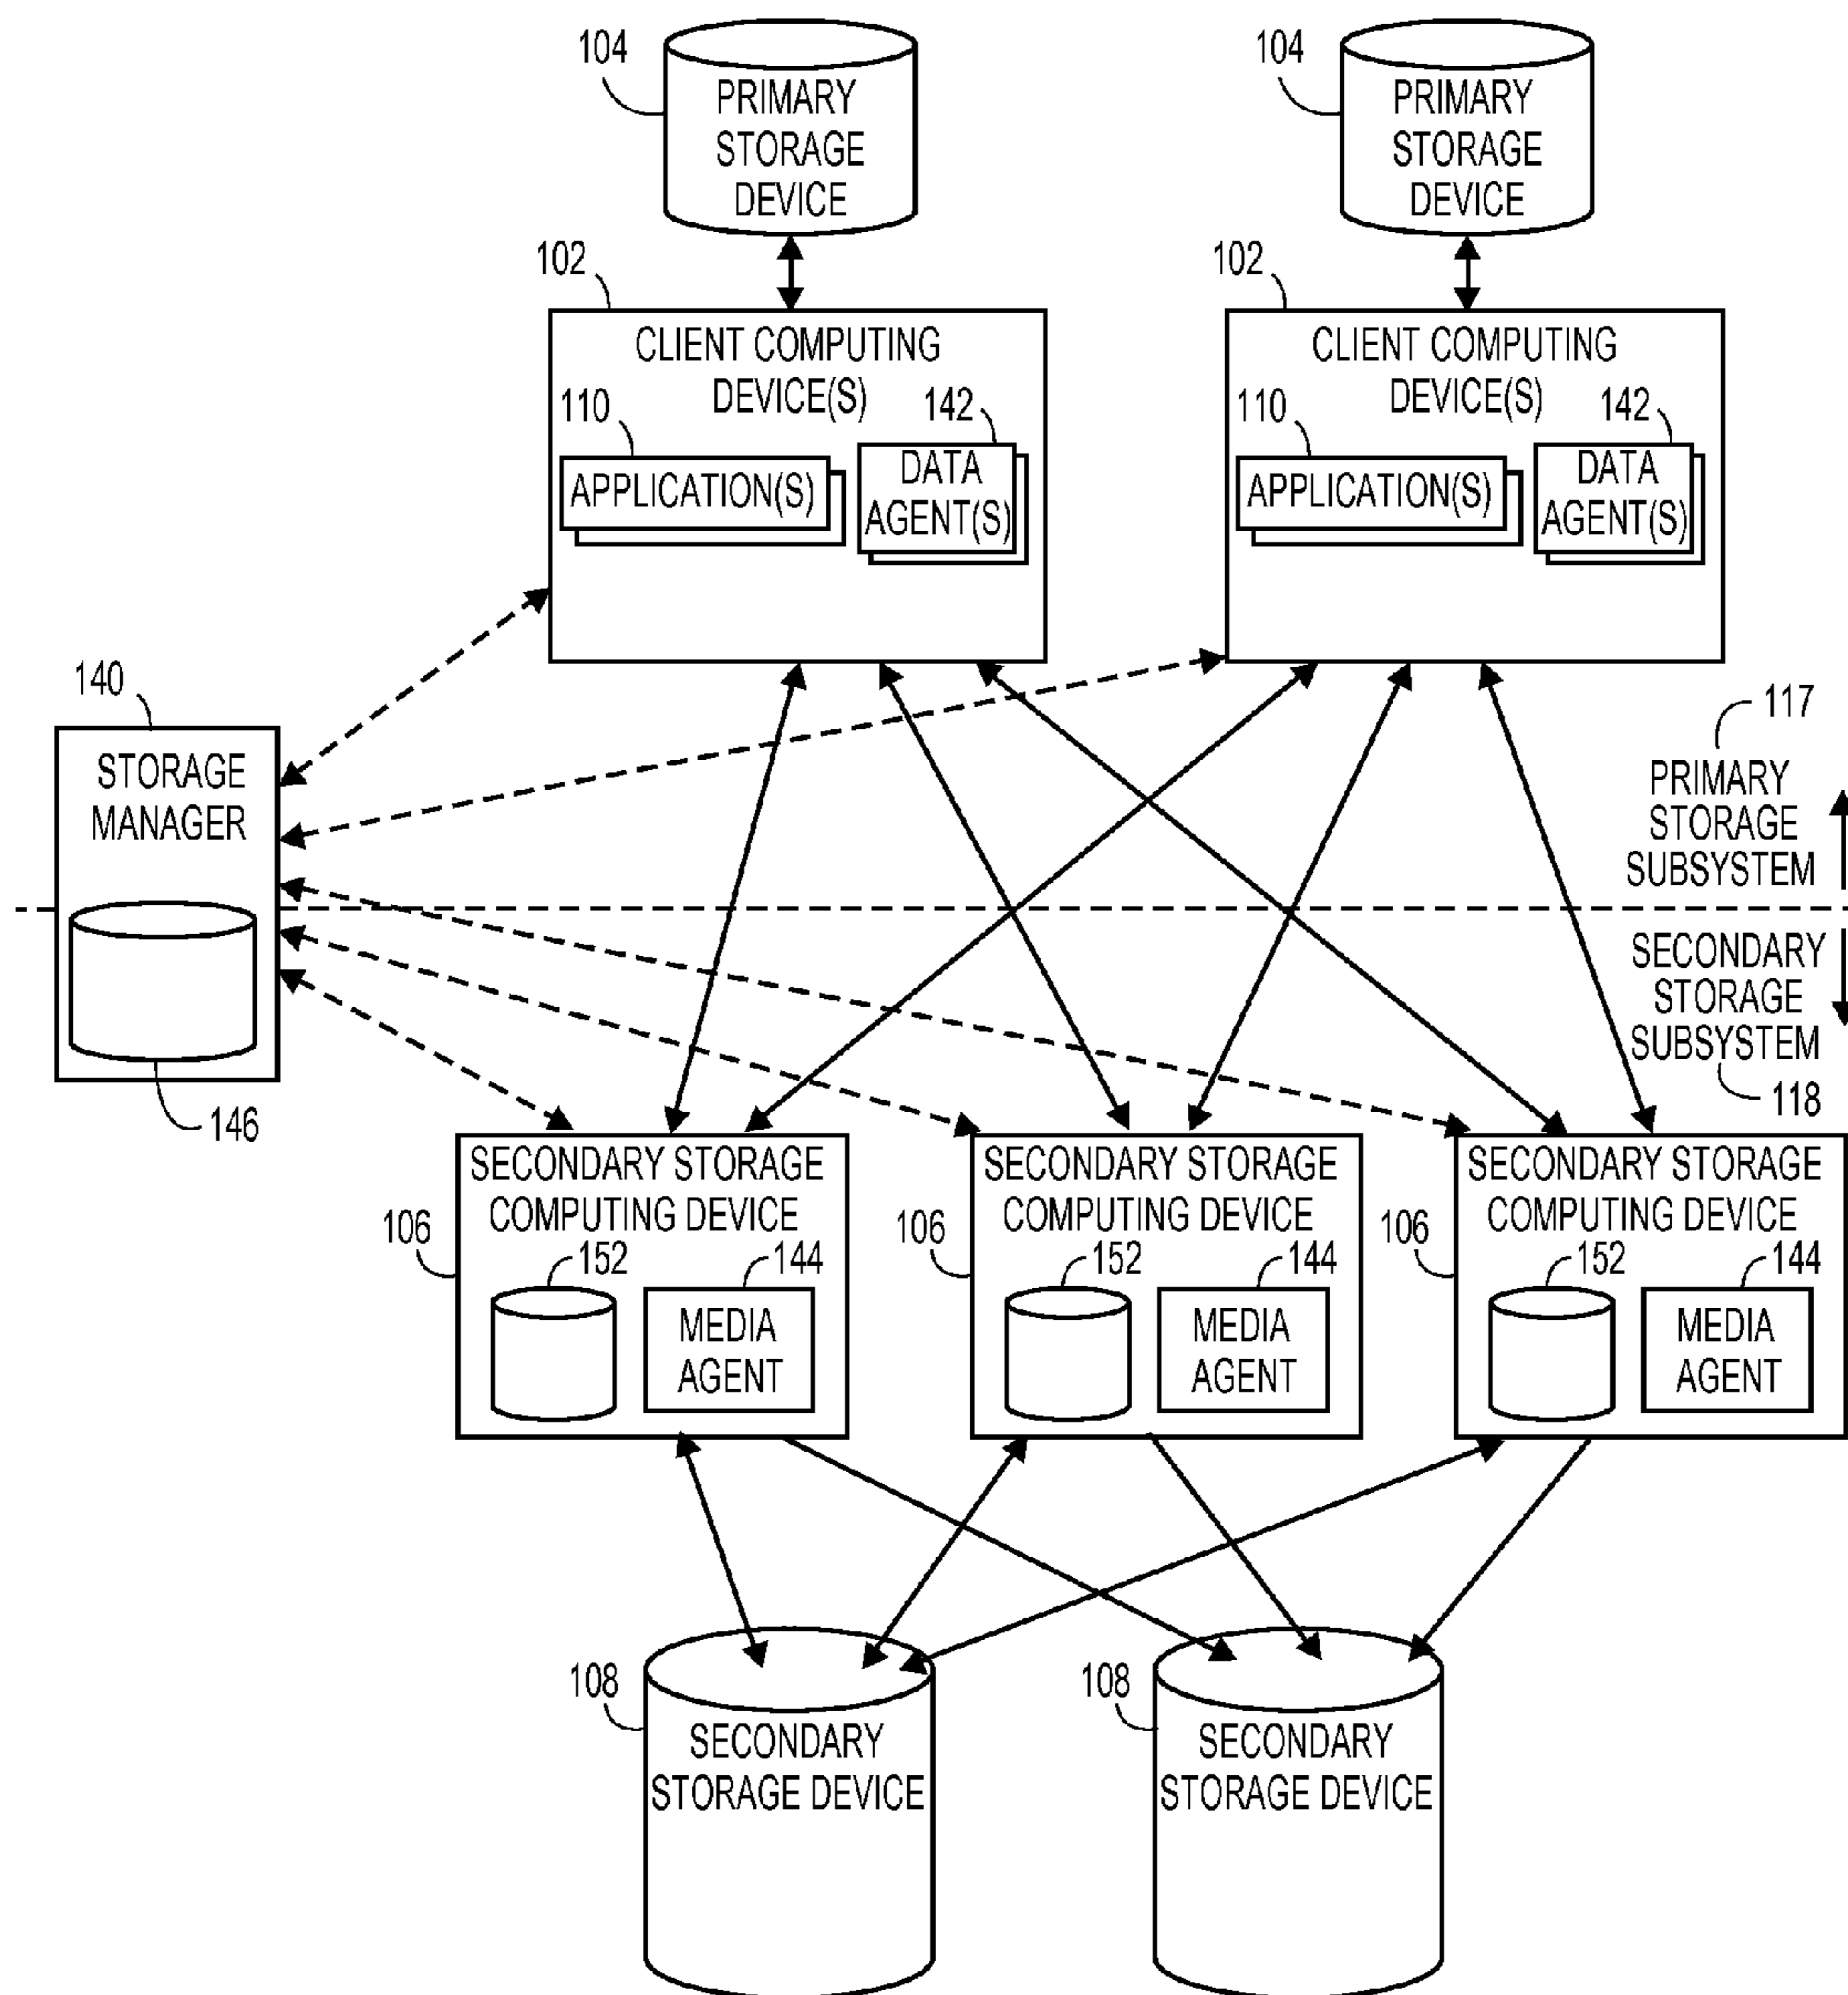 104
PRIMARY
STORAGE
DEVICE
104
PRIMARY
STORAGE
DEVICE
102
CLIENT COMPUTING
DEVICE(S)
110
142
APPLICATION(S)
DATA
AGENT(S)
102
CLIENT COMPUTING
DEVICE(S)
110
142
APPLICATION(S)
DATA
AGENT(S)
140
STORAGE
MANAGER
146
117
PRIMARY
STORAGE
SUBSYSTEM
SECONDARY
STORAGE
SUBSYSTEM
118
SECONDARY STORAGE
COMPUTING DEVICE
106
152
144
MEDIA
AGENT
SECONDARY STORAGE
COMPUTING DEVICE
106
152
144
MEDIA
AGENT
SECONDARY STORAGE
COMPUTING DEVICE
106
152
144
MEDIA
AGENT
108
SECONDARY
STORAGE DEVICE
108
SECONDARY
STORAGE DEVICE